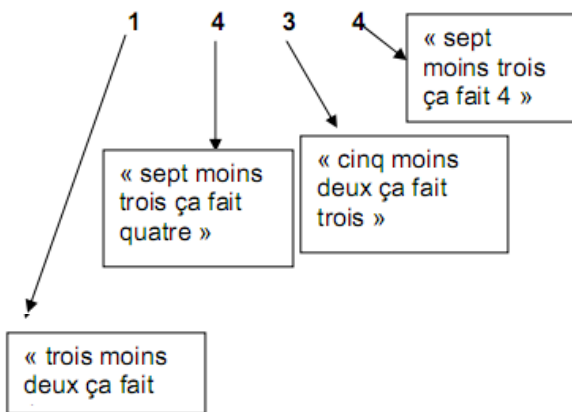 1 4 3 4
« sept
moins trois
ça fait 4 »
« sept moins
trois ça fait
quatre »
« cinq moins
deux ça fait
trois »
« trois moins
deux ça fait